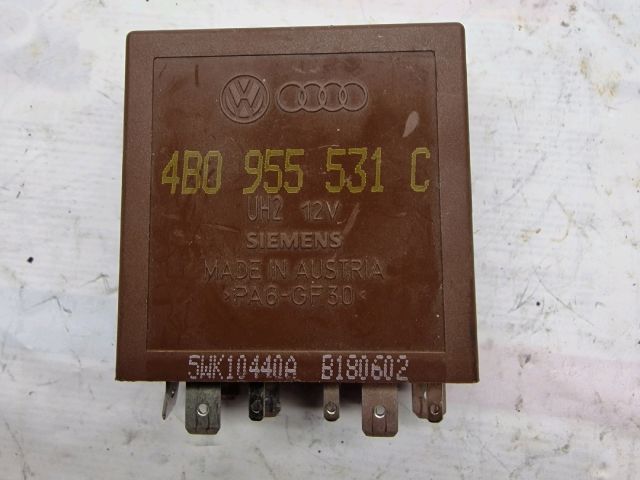 4B0 955 531 C
UH2 12V
SIEMENS
MADE IN AUSTRIA
>PA6-GF30<
5WK10440A B180602